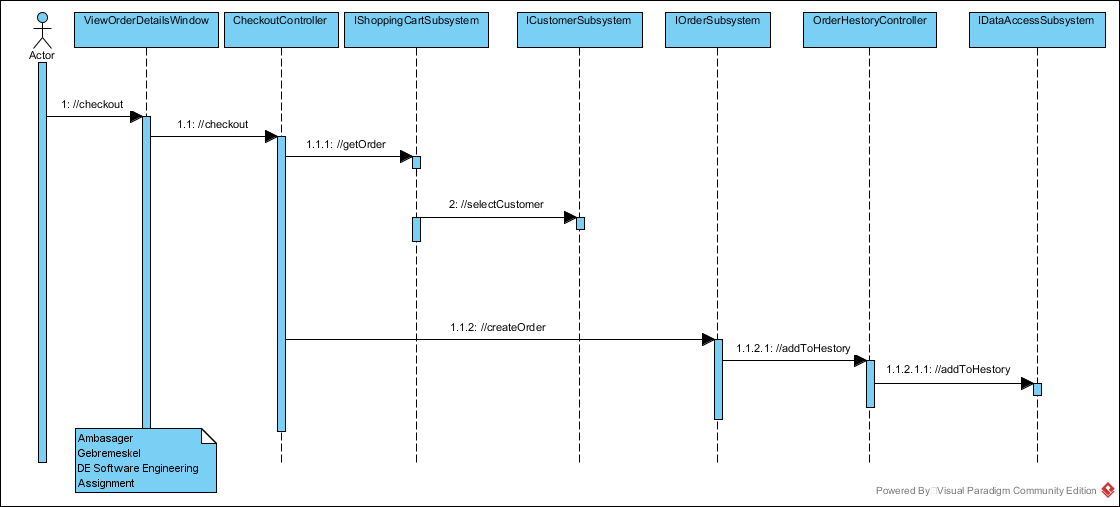 ViewOrderDetailsWindow
CheckoutController
IShoppingCartSubsystem
ICustomerSubsystem
IOrderSubsystem
OrderHestoryController
IDataAccessSubsystem
Actor
1: //checkout
1.1: //checkout
1.1.1: //getOrder
2: //selectCustomer
1.1.2: //createOrder
1.1.2.1: //addToHestory
1.1.2.1.1: //addToHestory
Ambasager
Gebremeskel
DE Software Engineering
Assignment
Powered By Visual Paradigm Community Edition